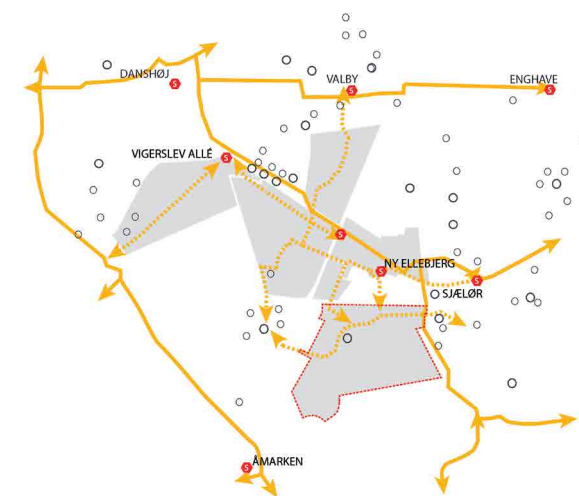 DANSHØJ
VALBY
ENGHAVE
S
S
S
VIGERSLEV ALLÉ
S
S
NY ELLEBJERG
S
S
SJÆLØR
ÅMARKEN
S